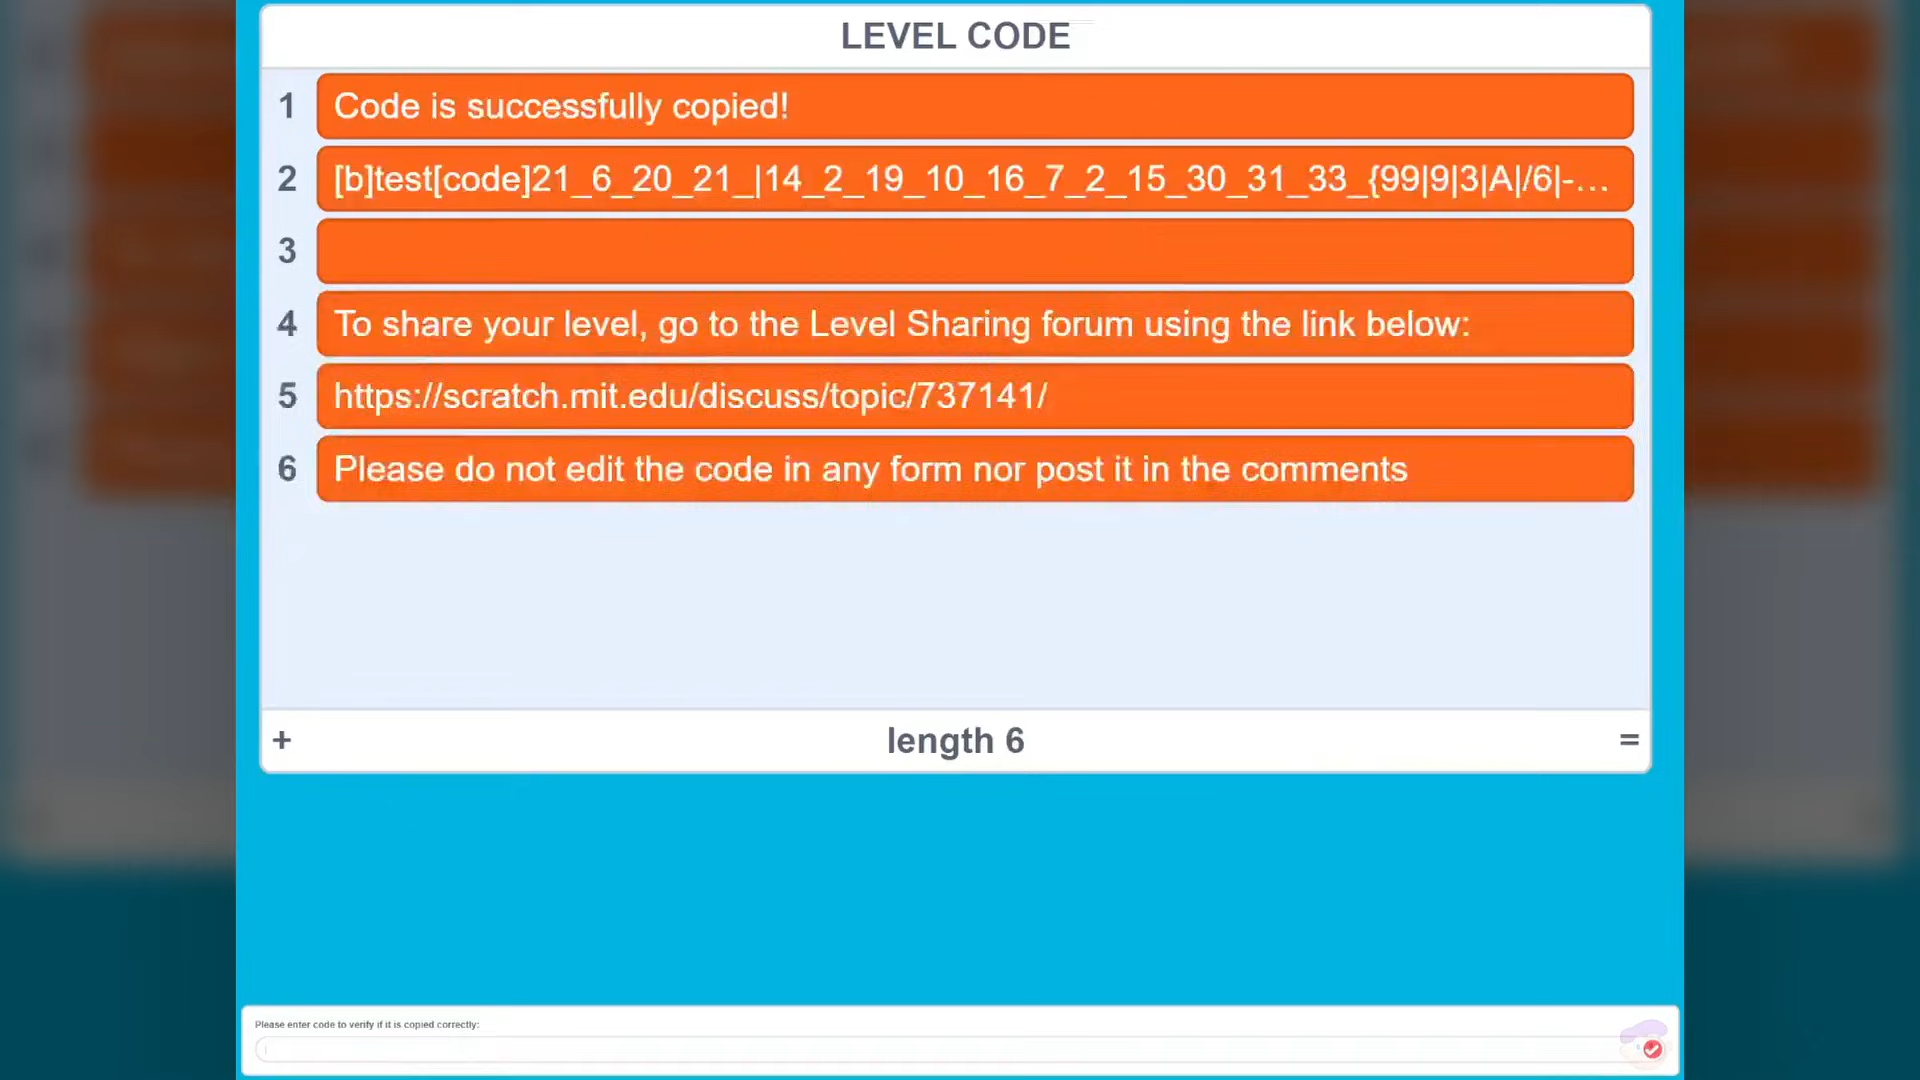 LEVEL CODE
1 Code is successfully copied!
2 [b]test[code]21_6_20_21_|14_2_19_10_16_7_2_15_30_31_33_{99|9|3|A|/6|-...
3
4 To share your level, go to the Level Sharing forum using the link below:
5 https://scratch.mit.edu/discuss/topic/737141/
6 Please do not edit the code in any form nor post it in the comments
+ length 6 =
Please enter code to verify if it is copied correctly: